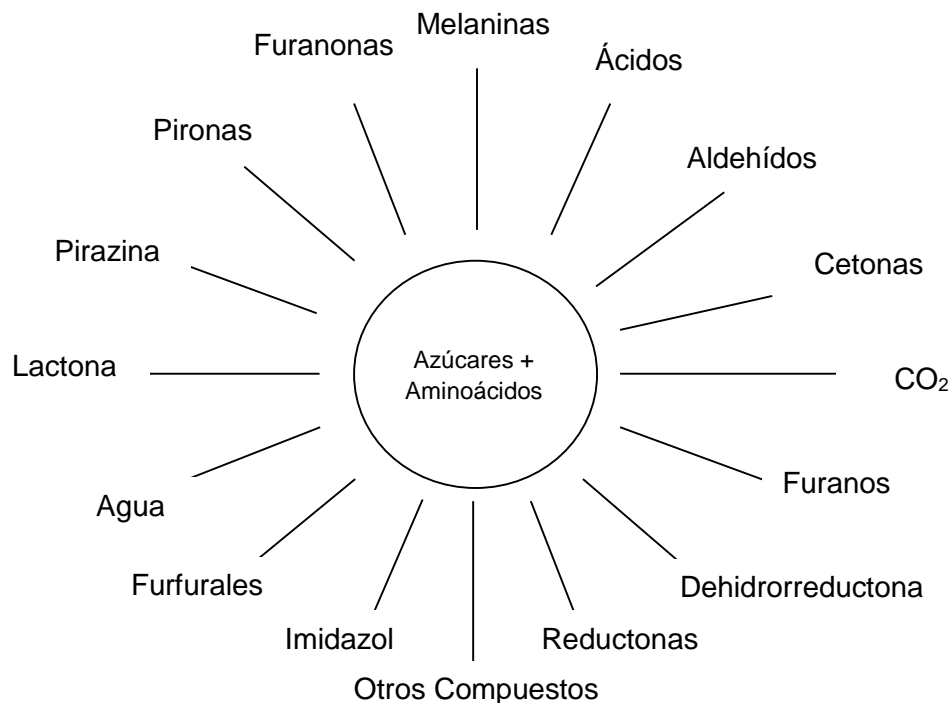 Melaninas
Furanonas
Ácidos
Pironas
Aldehídos
Pirazina
Cetonas
Lactona
Azúcares +
Aminoácidos
CO₂
Agua
Furanos
Furfurales
Dehidrorreductona
Imidazol
Reductonas
Otros Compuestos